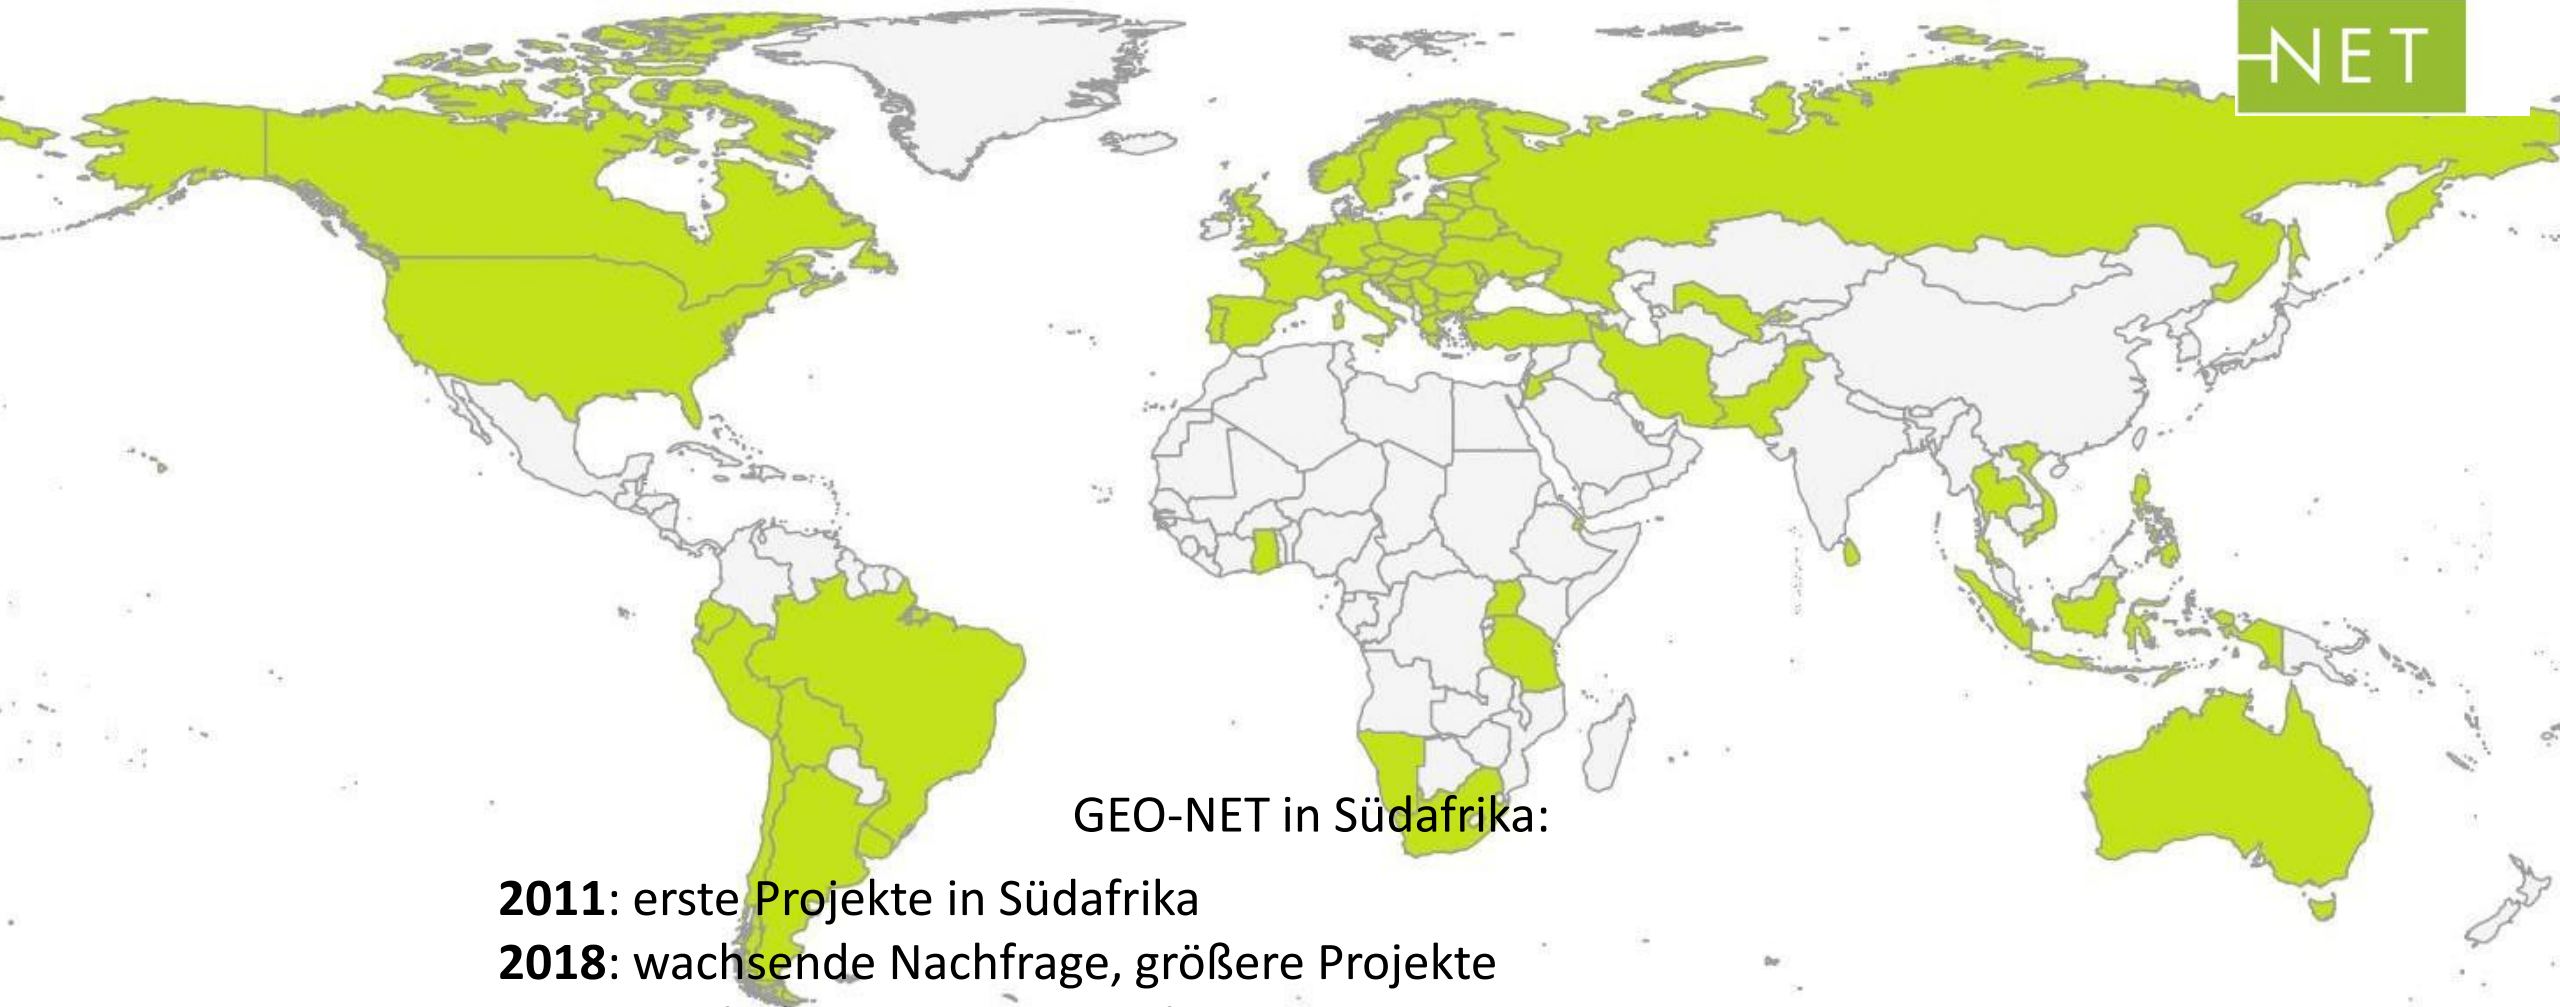 NET
GEO-NET in Südafrika:
2011: erste Projekte in Südafrika
2018: wachsende Nachfrage, größere Projekte